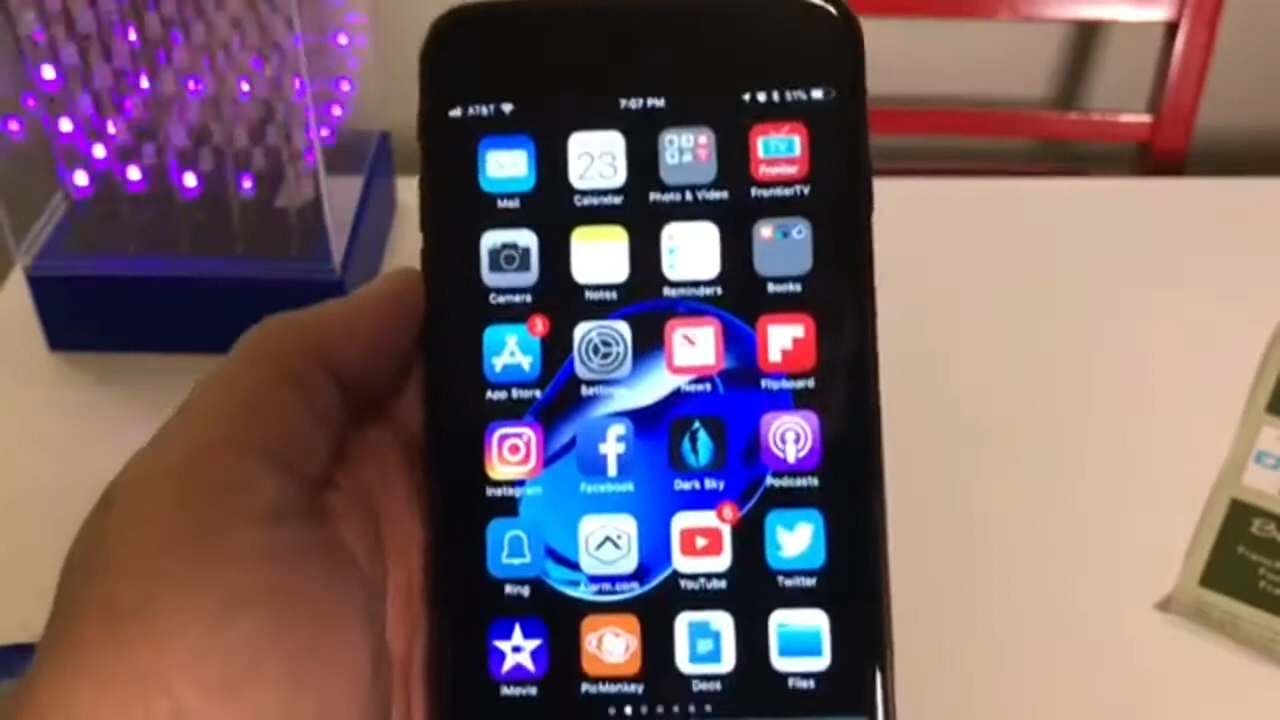 AT&T 7:07 PM 51%
TV
Frontier
23
Mail Calendar Photo & Video FrontierTV
Camera Notes Reminders Books
3
App Store Settings News Flipboard
Instagram Facebook Dark Sky Podcasts
6
Ring Alarm.com YouTube Twitter
iMovie PicMonkey Docs Files